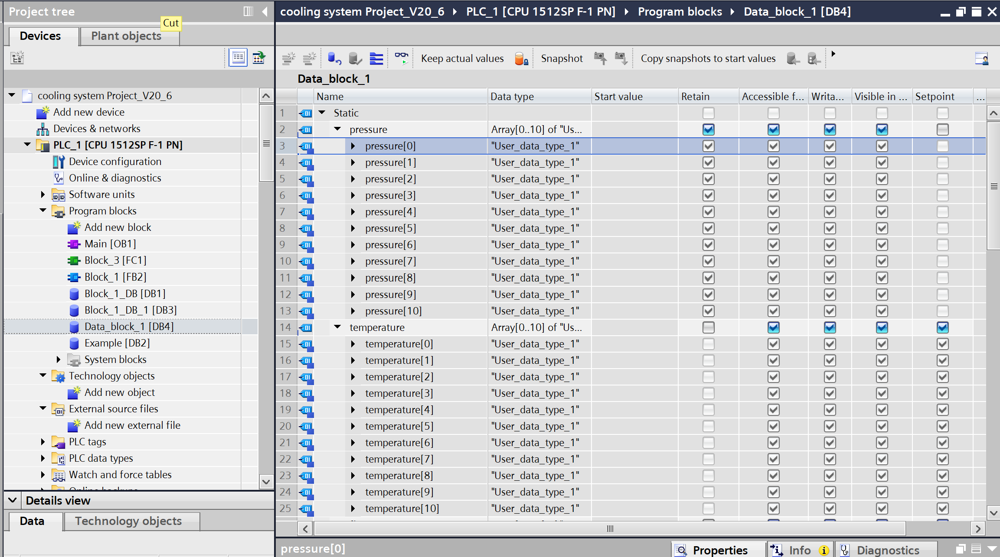 Project tree
Cut
Devices
Plant objects
cooling system Project_V20_6
Add new device
Devices & networks
PLC_1 [CPU 1512SP F-1 PN]
Device configuration
Online & diagnostics
Software units
Program blocks
Add new block
Main [OB1]
Block_3 [FC1]
Block_1 [FB2]
Block_1_DB [DB1]
Block_1_DB_1 [DB3]
Data_block_1 [DB4]
Example [DB2]
System blocks
Technology objects
Add new object
External source files
Add new external file
PLC tags
PLC data types
Watch and force tables
Details view
Data
Technology objects
cooling system Project_V20_6 PLC_1 [CPU 1512SP F-1 PN] Program blocks Data_block_1 [DB4]
Keep actual values Snapshot Copy snapshots to start values
Data_block_1
Name Data type Start value Retain Accessible f... Writa... Visible in ... Setpoint ...
1 Static
2 pressure Array[0..10] of "Us...
3 pressure[0] "User_data_type_1"
4 pressure[1] "User_data_type_1"
5 pressure[2] "User_data_type_1"
6 pressure[3] "User_data_type_1"
7 pressure[4] "User_data_type_1"
8 pressure[5] "User_data_type_1"
9 pressure[6] "User_data_type_1"
10 pressure[7] "User_data_type_1"
11 pressure[8] "User_data_type_1"
12 pressure[9] "User_data_type_1"
13 pressure[10] "User_data_type_1"
14 temperature Array[0..10] of "Us...
15 temperature[0] "User_data_type_1"
16 temperature[1] "User_data_type_1"
17 temperature[2] "User_data_type_1"
18 temperature[3] "User_data_type_1"
19 temperature[4] "User_data_type_1"
20 temperature[5] "User_data_type_1"
21 temperature[6] "User_data_type_1"
22 temperature[7] "User_data_type_1"
23 temperature[8] "User_data_type_1"
24 temperature[9] "User_data_type_1"
25 temperature[10] "User_data_type_1"
pressure[0]
Properties Info Diagnostics